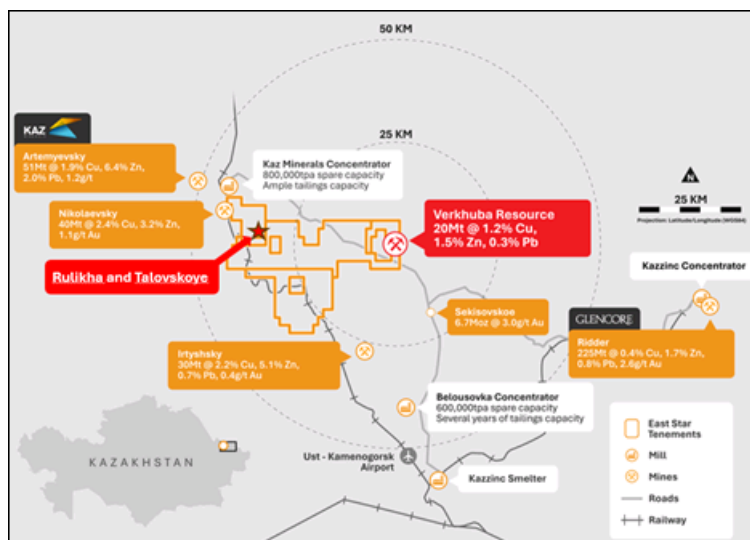 50 KM
25 KM
KAZ
Artemyevsky
51Mt @ 1.9% Cu, 6.4% Zn,
2.0% Pb, 1.2g/t
Kaz Minerals Concentrator
800,000tpa spare capacity
Ample tailings capacity
Nikolaevsky
40Mt @ 2.4% Cu, 3.2% Zn,
1.1g/t Au
Verkhuba Resource
20Mt @ 1.2% Cu,
1.5% Zn, 0.3% Pb
N
25 KM
Projection: Latitude/Longitude (WGS84)
Rulikha and Talovskoye
Kazzinc Concentrator
Sekisovskoe
6.7Moz @ 3.0g/t Au
GLENCORE
Ridder
225Mt @ 0.4% Cu, 1.7% Zn,
0.8% Pb, 2.6g/t Au
Irtyshsky
30Mt @ 2.2% Cu, 5.1% Zn,
0.7% Pb, 0.4g/t Au
Belousovka Concentrator
600,000tpa spare capacity
Several years of tailings capacity
KAZAKHSTAN
Ust - Kamenogorsk
Airport
Kazzinc Smelter
East Star
Tenements
Mill
Mines
Roads
Railway